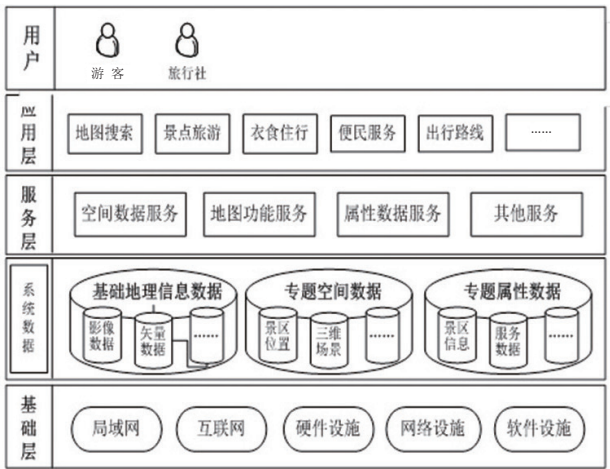 用户
游 客
旅行社
应用层
地图搜索
景点旅游
衣食住行
便民服务
出行路线
......
服务层
空间数据服务
地图功能服务
属性数据服务
其他服务
系统数据
基础地理信息数据
影像
数据
矢量
数据
......
专题空间数据
景区
位置
三维
场景
......
专题属性数据
景区
信息
服务
数据
......
基础层
局域网
互联网
硬件设施
网络设施
软件设施